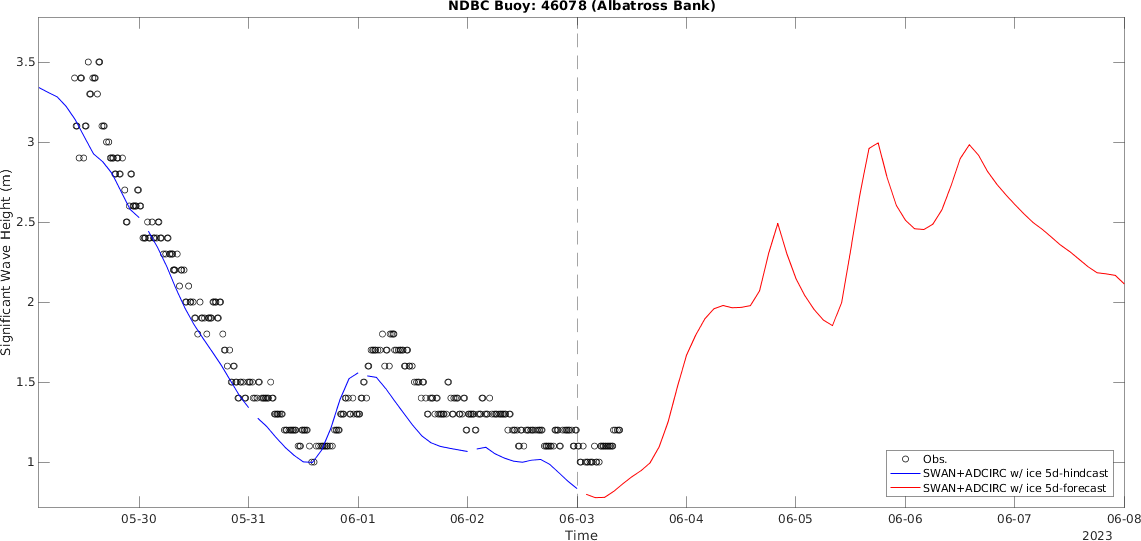 NDBC Buoy: 46078 (Albatross Bank)
Significant Wave Height (m)
3.5
3
2.5
2
1.5
1
Obs.
SWAN+ADCIRC w/ ice 5d-hindcast
SWAN+ADCIRC w/ ice 5d-forecast
05-30 05-31 06-01 06-02 06-03 06-04 06-05 06-06 06-07 06-08
Time
2023